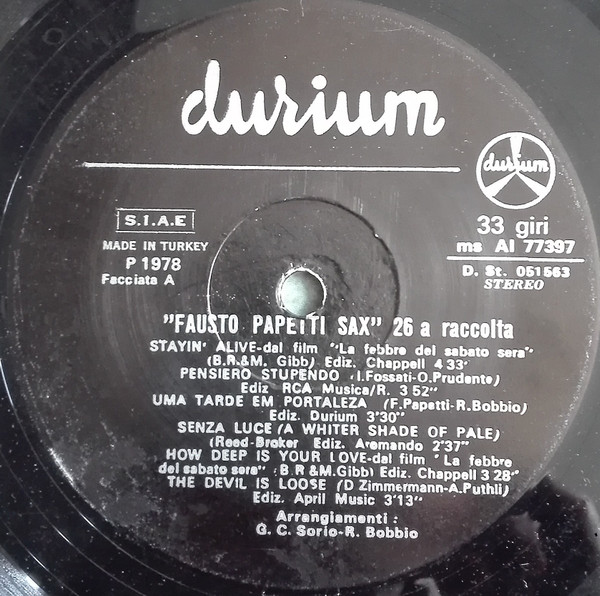 durium
durium
S.I.A.E
MADE IN TURKEY
P 1978
Facciata A
33 giri
ms AI 77397
D. St. 051563
STEREO
"FAUSTO PAPETTI SAX" 26 a raccolta
STAYIN' ALIVE-dal film "La febbre del sabato sera"
(B.R.&M. Gibb) Ediz. Chappell 4 33'
PENSIERO STUPENDO (I.Fossati-O.Prudente)
Ediz RCA Musica/R. 3 52"
UMA TARDE EM PORTALEZA (F.Papetti-R.Bobbio)
Ediz. Durium 3'30"
SENZA LUCE (A WHITER SHADE OF PALE)
(Reed-Broker Ediz. Aromando 2'37"
HOW DEEP IS YOUR LOVE-dal film "La febbre
del sabato sera" (B.R &M.Gibb) Ediz. Chappell 3 28"
THE DEVIL IS LOOSE (D Zimmermann-A.Puthli)
Ediz. April Music 3'13"
Arrangiamenti :
G. C. Sorio-R. Bobbio